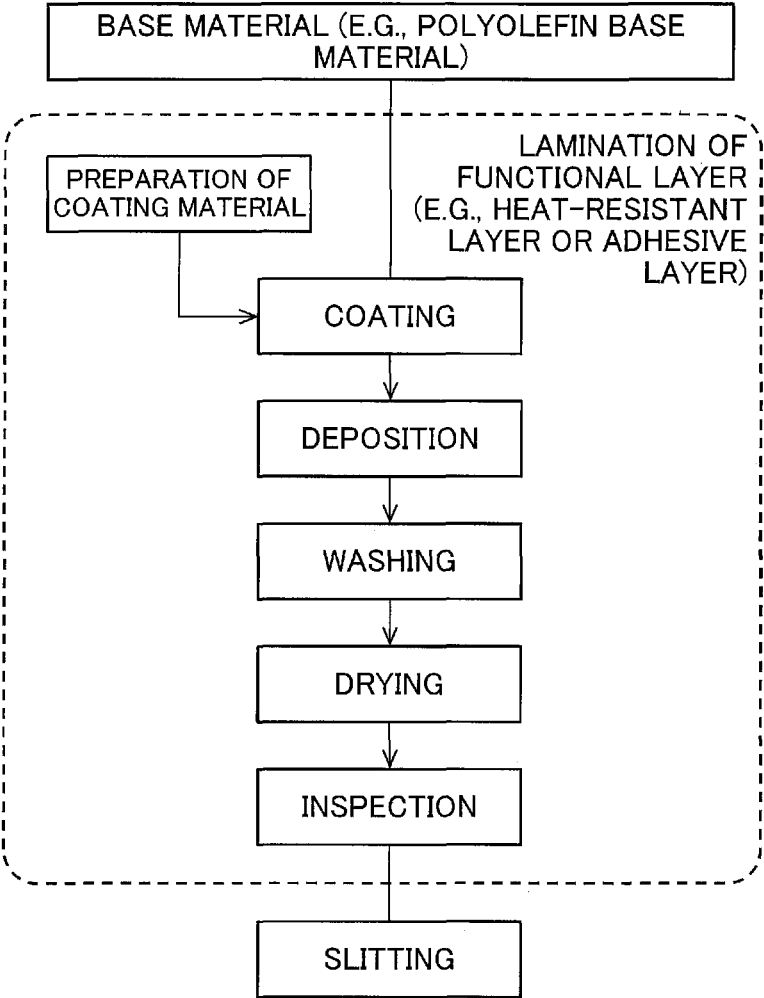 BASE MATERIAL (E.G., POLYOLEFIN BASE
MATERIAL)
LAMINATION OF
FUNCTIONAL LAYER
(E.G., HEAT-RESISTANT
LAYER OR ADHESIVE
LAYER)
PREPARATION OF
COATING MATERIAL
COATING
DEPOSITION
WASHING
DRYING
INSPECTION
SLITTING